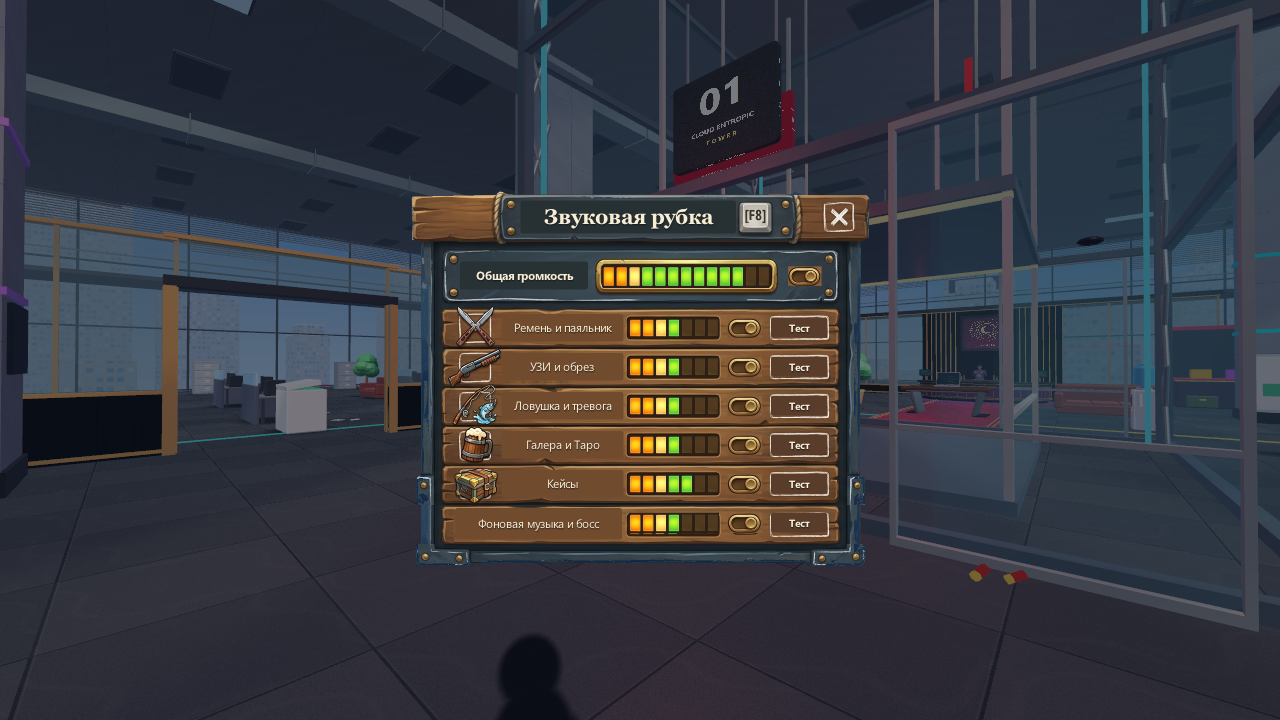 01
CLOUD ENTROPIC
TOWER
Звуковая рубка [F8]
Общая громкость
Ремень и паяльник Тест
УЗИ и обрез Тест
Ловушка и тревога Тест
Галера и Таро Тест
Кейсы Тест
Фоновая музыка и босс Тест